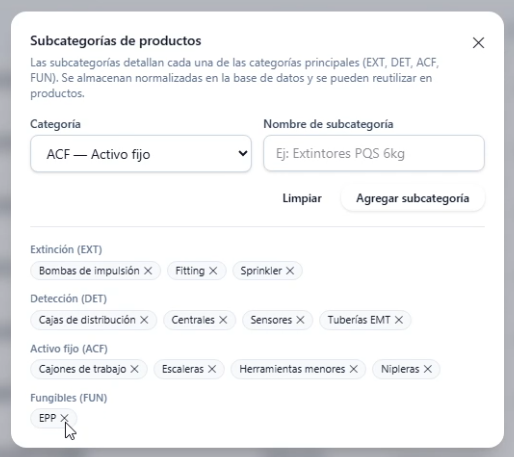 Subcategorías de productos
Las subcategorías detallan cada una de las categorías principales (EXT, DET, ACF,
FUN). Se almacenan normalizadas en la base de datos y se pueden reutilizar en
productos.
Categoría
Nombre de subcategoría
ACF — Activo fijo
Ej: Extintores PQS 6kg
Limpiar
Agregar subcategoría
Extinción (EXT)
Bombas de impulsión
Fitting
Sprinkler
Detección (DET)
Cajas de distribución
Centrales
Sensores
Tuberías EMT
Activo fijo (ACF)
Cajones de trabajo
Escaleras
Herramientas menores
Nipleras
Fungibles (FUN)
EPP